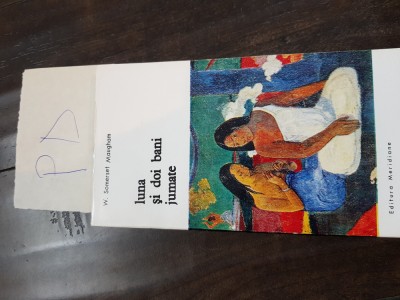 PD
W. Somerset Maugham
luna
și doi bani
jumate
Editura Meridiane